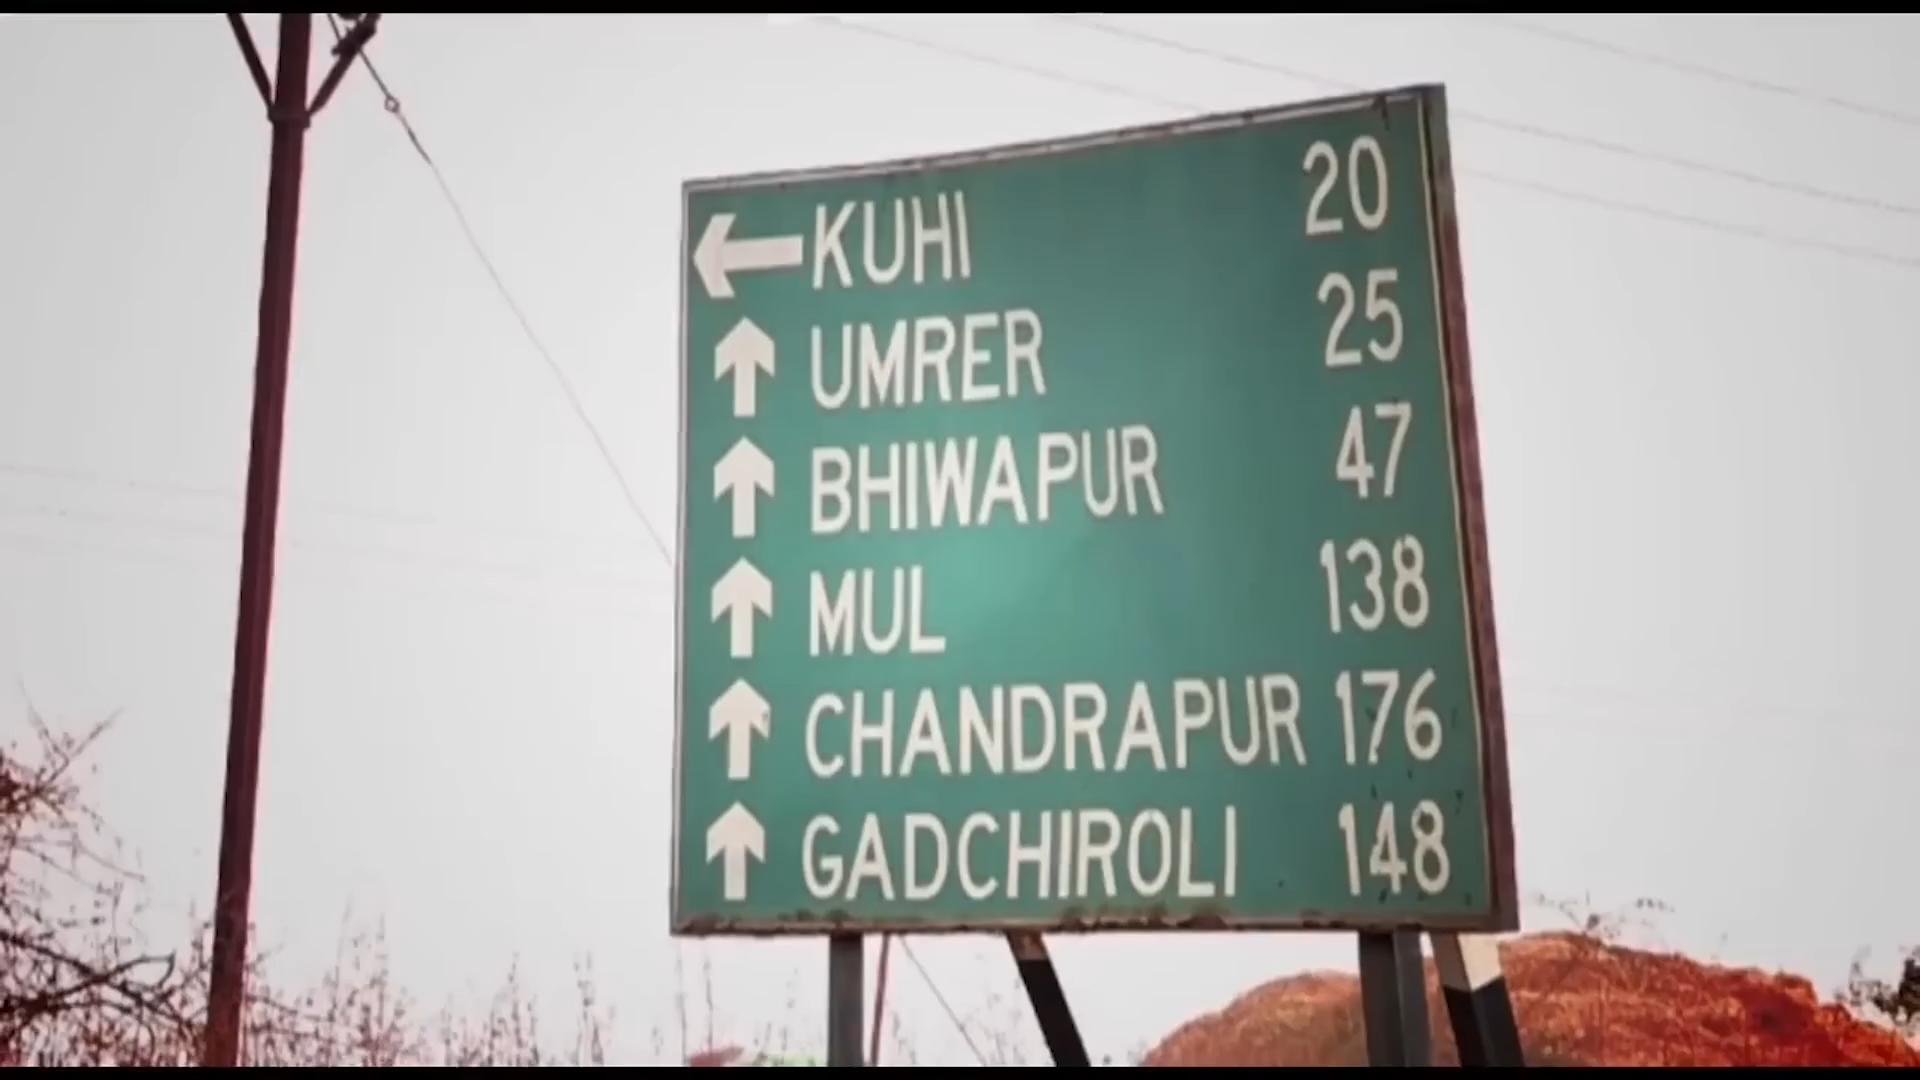 KUHI 20
UMRER 25
BHIWAPUR 47
MUL 138
CHANDRAPUR 176
GADCHIROLI 148